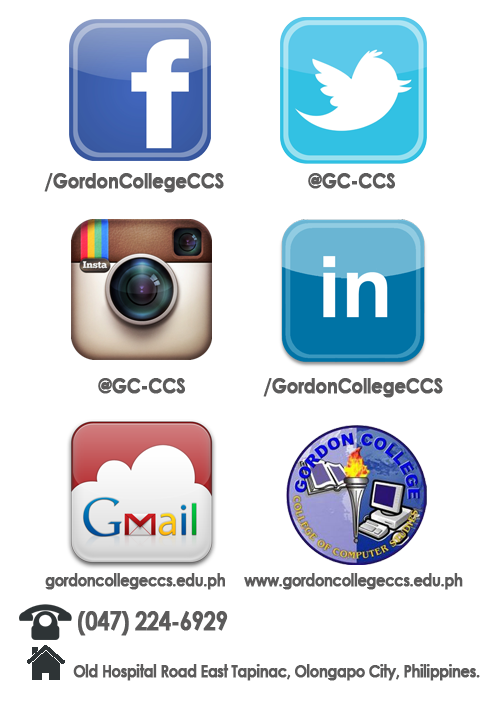 f
/GordonCollegeCCS
@GC-CCS
Insta
in
@GC-CCS
/GordonCollegeCCS
Gmail
GORDON COLLEGE
COLLEGE OF COMPUTER STUDIES
gordoncollegeccs.edu.ph
www.gordoncollegeccs.edu.ph
(047) 224-6929
Old Hospital Road East Tapinac, Olongapo City, Philippines.